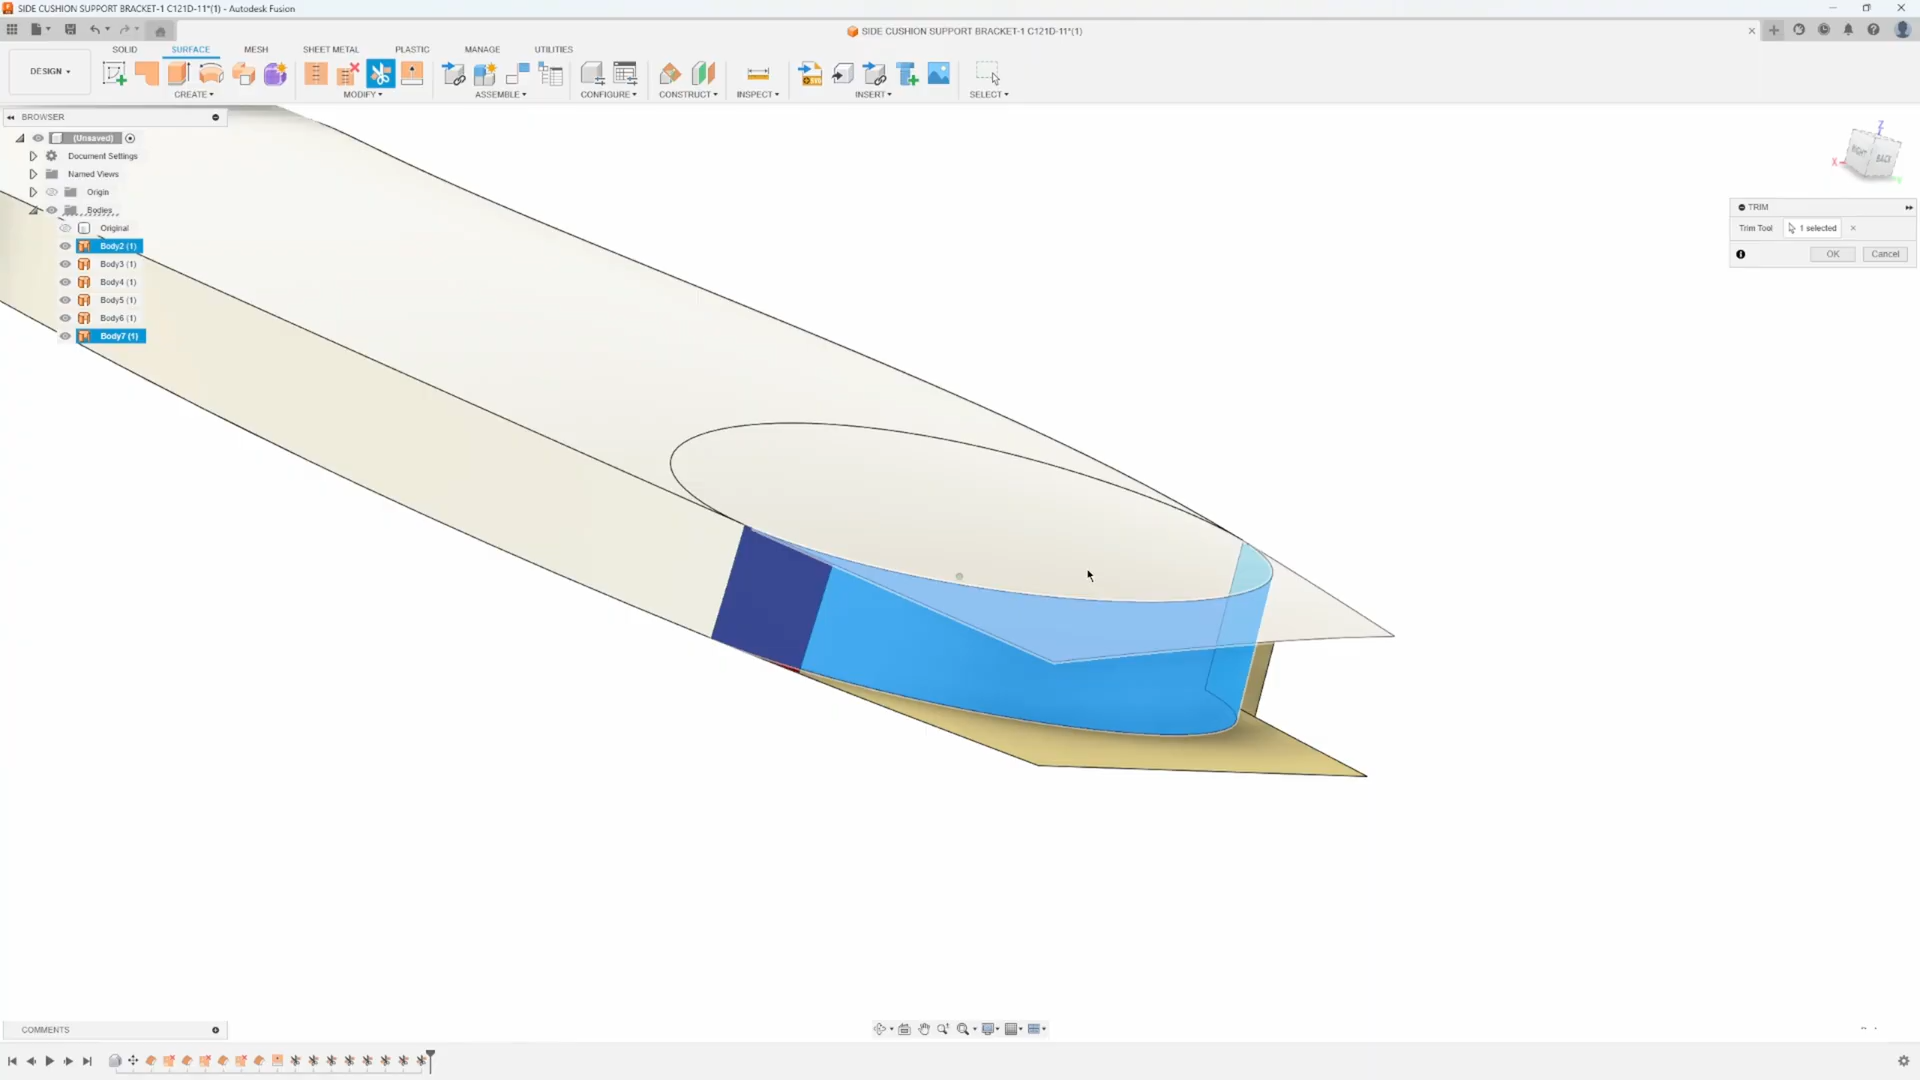 SIDE CUSHION SUPPORT BRACKET-1 C121D-11*(1) - Autodesk Fusion
SIDE CUSHION SUPPORT BRACKET-1 C121D-11*(1)
SOLID SURFACE MESH SHEET METAL PLASTIC MANAGE UTILITIES
DESIGN
CREATE MODIFY ASSEMBLE CONFIGURE CONSTRUCT INSPECT INSERT SELECT
BROWSER
(Unsaved)
Document Settings
Named Views
Origin
Bodies
Original
Body2 (1)
Body3 (1)
Body4 (1)
Body5 (1)
Body6 (1)
Body7 (1)
Z
X
RIGHT BACK
TRIM
Trim Tool 1 selected
OK Cancel
COMMENTS